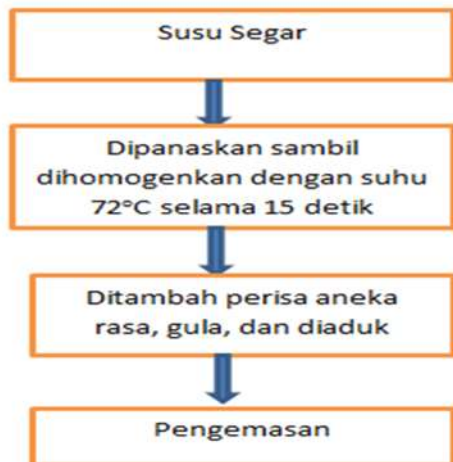 Susu Segar
Dipanaskan sambil
dihomogenkan dengan suhu
72°C selama 15 detik
Ditambah perisa aneka
rasa, gula, dan diaduk
Pengemasan